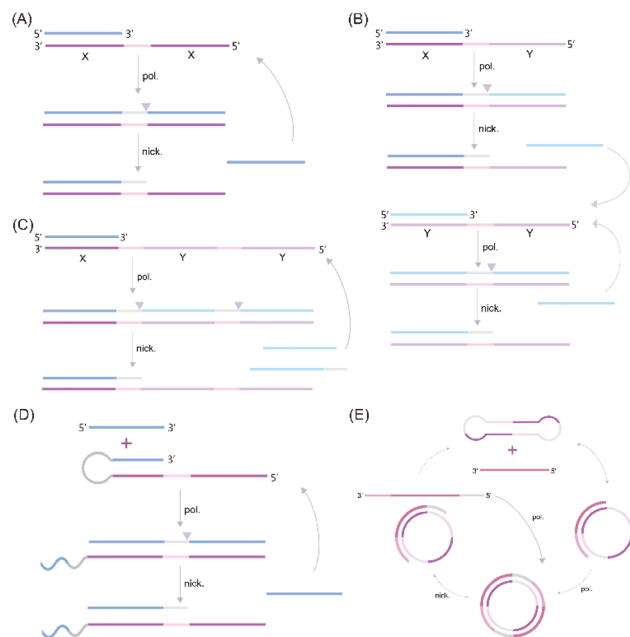 (A)
5' 3'
3' 5'
X X
pol.
nick.
(B)
5' 3'
3' 5'
X Y
pol.
nick.
5' 3'
3' 5'
Y Y
pol.
nick.
(C)
5' 3'
3' 5'
X Y Y
pol.
nick.
(D)
5' 3'
+
3'
5'
pol.
nick.
(E)
+
3' 5'
3' 5'
pol.
pol.
nick.